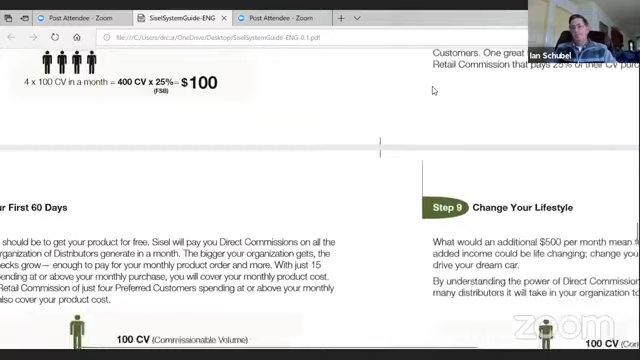 Post Attendee - Zoom
SiselSystemGuide-ENG
Post Attendee - Zoom
file:///C:/Users/drcur/OneDrive/Desktop/SiselSystemGuide-ENG-0.1.pdf
Ian Schubel
Customers. One great
Retail Commission that pays 25% of their CV purc
4 x 100 CV in a month = 400 CV x 25% = $100
(FSB)
ur First 60 Days
should be to get your product for free. Sisel will pay you Direct Commissions on all the
rganization of Distributors generate in a month. The bigger your organization gets, the
ecks grow— enough to pay for your monthly product order and more. With just 15
pending at or above your monthly purchase, you will cover your monthly product cost.
Retail Commission of just four Preferred Customers spending at or above your monthly
also cover your product cost.
100 CV (Commissionable Volume)
Step 9 Change Your Lifestyle
What would an additional $500 per month mean f
added income could be life changing; change you
drive your dream car.
By understanding the power of Direct Commission
many distributors it will take in your organization to
100 CV (Con
zoom